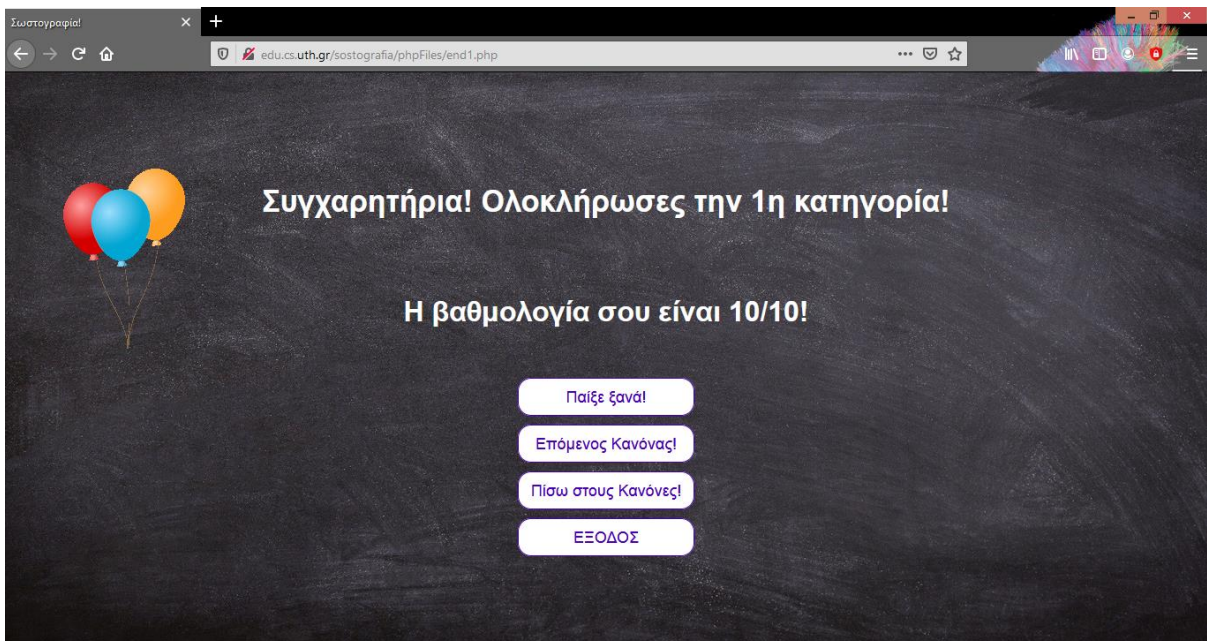 Σωστογραφία!
edu.cs.uth.gr/sostografia/phpFiles/end1.php
Συγχαρητήρια! Ολοκλήρωσες την 1η κατηγορία!
Η βαθμολογία σου είναι 10/10!
Παίξε ξανά!
Επόμενος Κανόνας!
Πίσω στους Κανόνες!
ΕΞΟΔΟΣ